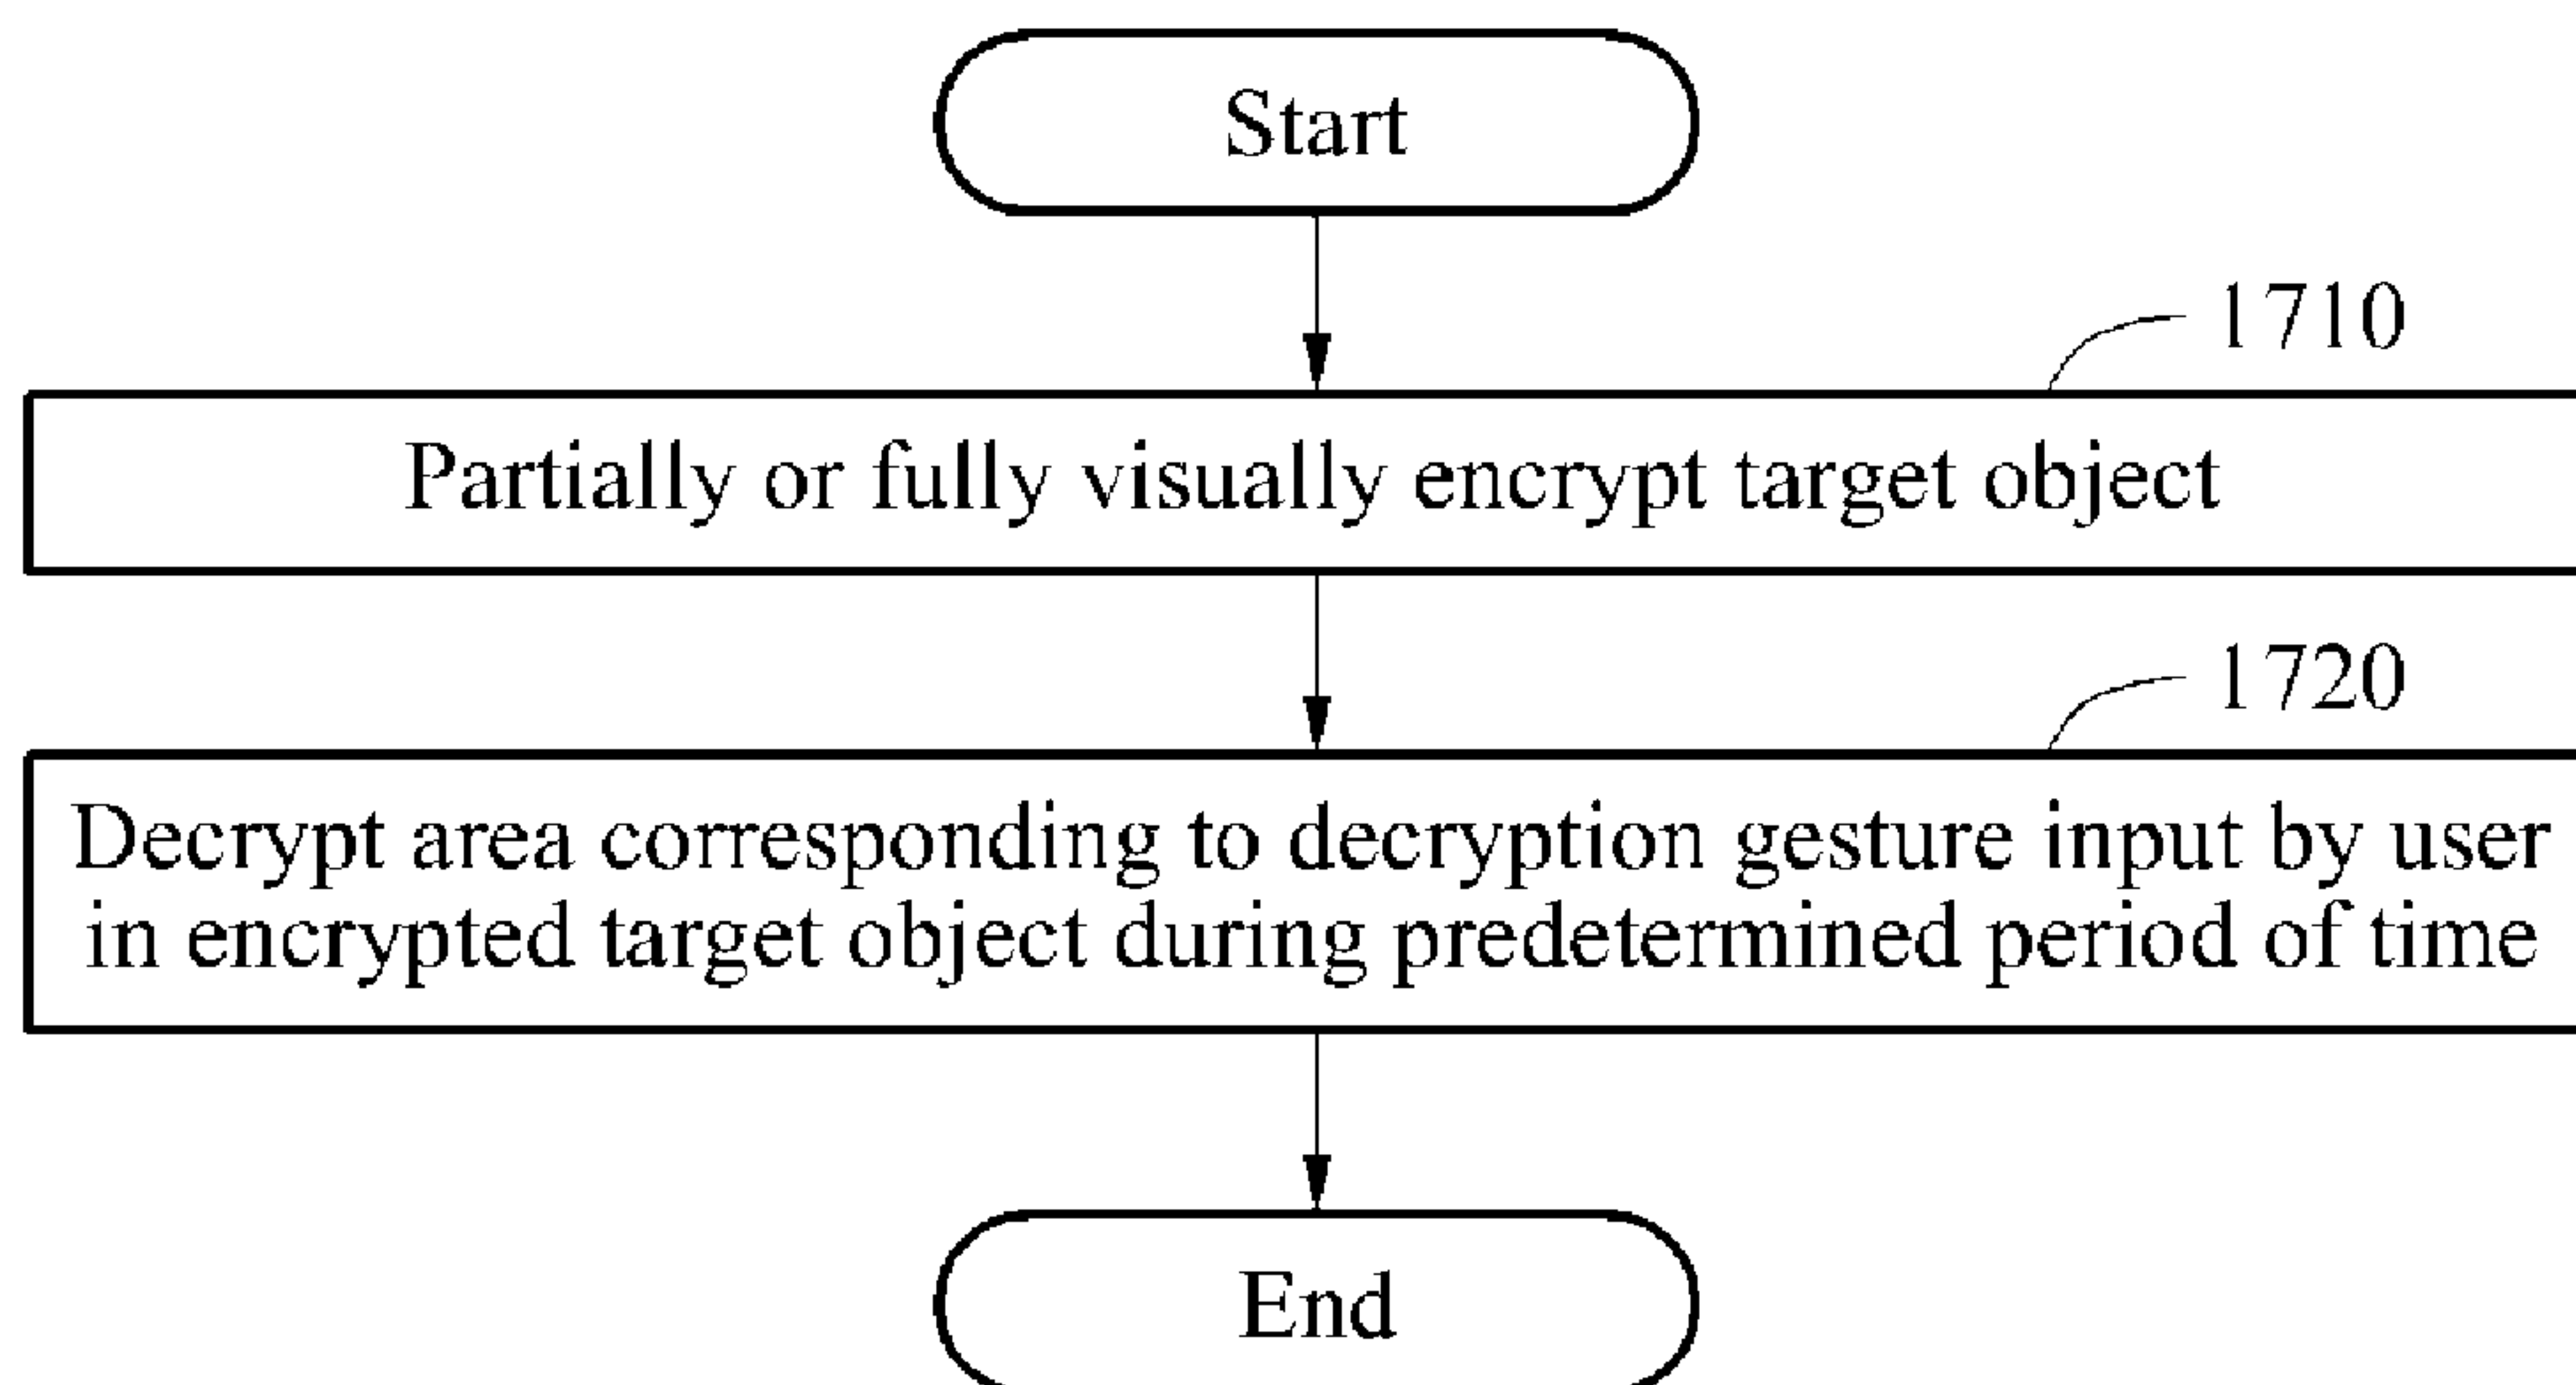 Start
1710
Partially or fully visually encrypt target object
1720
Decrypt area corresponding to decryption gesture input by user
in encrypted target object during predetermined period of time
End